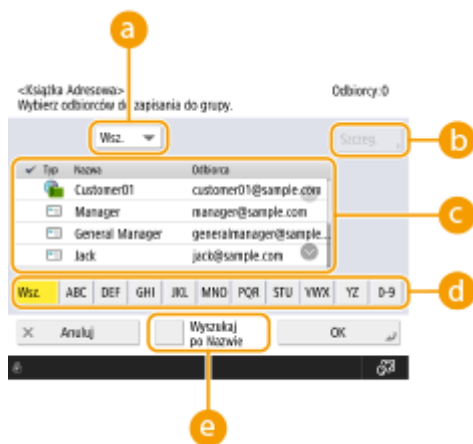 a
<Książka Adresowa> Odbiorcy:0
Wybierz odbiorców do zapisania do grupy.
Wsz. Szczeg. b
✓ Typ Nazwa Odbiorca
Customer01 customer01@sample.com
Manager manager@sample.com
General Manager generalmanager@sample...
Jack jack@sample.com
c
Wsz. ABC DEF GHI JKL MNO PQR STU VWX YZ 0-9 d
× Anuluj Wyszukaj po Nazwie OK
e